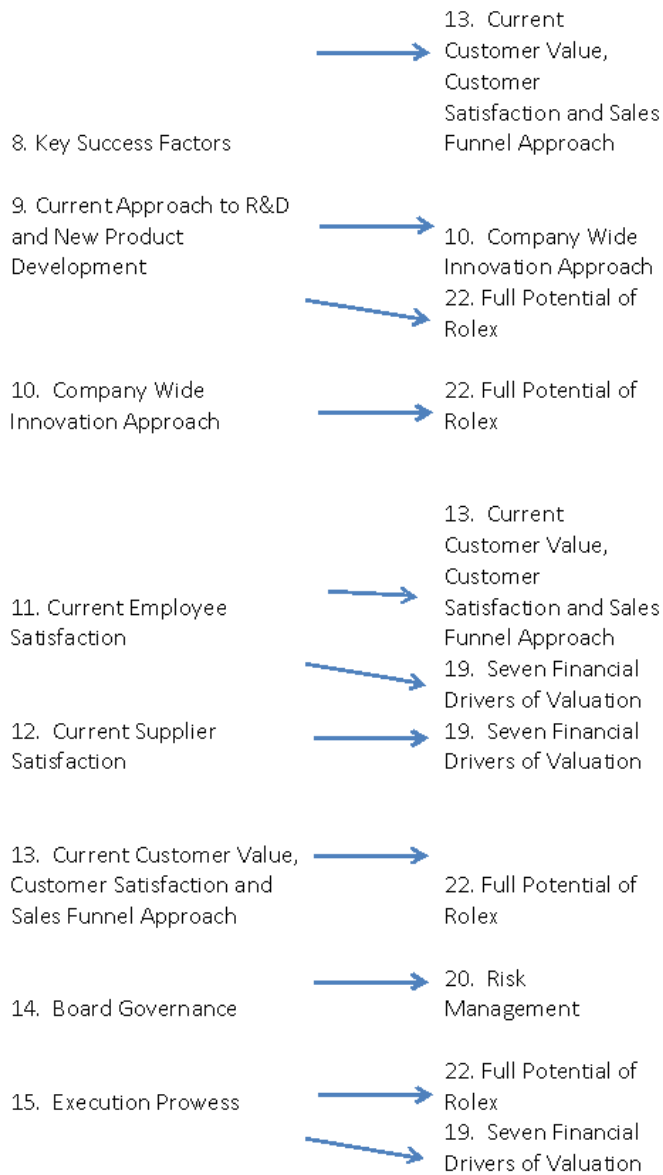 13. Current
Customer Value,
Customer
Satisfaction and Sales
Funnel Approach
8. Key Success Factors
9. Current Approach to R&D
and New Product
Development
10. Company Wide
Innovation Approach
22. Full Potential of
Rolex
10. Company Wide
Innovation Approach
22. Full Potential of
Rolex
13. Current
Customer Value,
Customer
Satisfaction and Sales
Funnel Approach
11. Current Employee
Satisfaction
19. Seven Financial
Drivers of Valuation
12. Current Supplier
Satisfaction
19. Seven Financial
Drivers of Valuation
13. Current Customer Value,
Customer Satisfaction and
Sales Funnel Approach
22. Full Potential of
Rolex
14. Board Governance
20. Risk
Management
15. Execution Prowess
22. Full Potential of
Rolex
19. Seven Financial
Drivers of Valuation